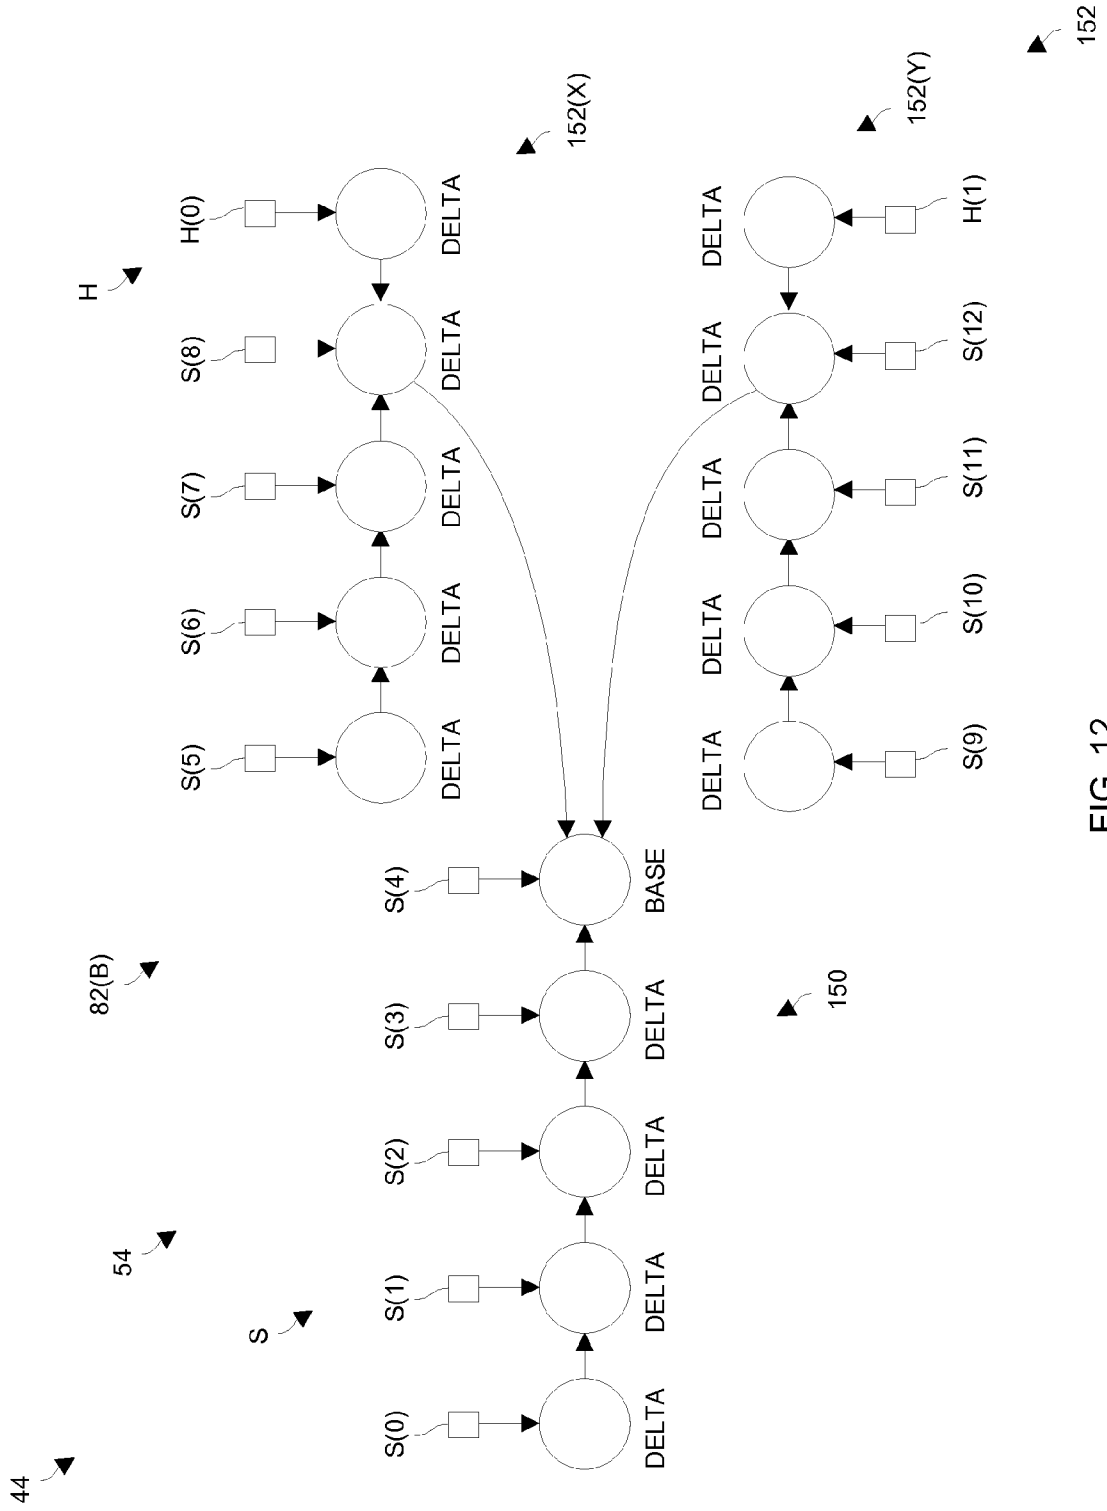 44
H
82(B)
54
S(5)
S(6)
S(7)
S(8)
H(0)
S
S(0)
S(1)
S(2)
S(3)
S(4)
DELTA
DELTA
DELTA
DELTA
DELTA
152(X)
DELTA
DELTA
DELTA
DELTA
BASE
DELTA
DELTA
DELTA
DELTA
DELTA
150
152(Y)
S(9)
S(10)
S(11)
S(12)
H(1)
152
FIG. 12